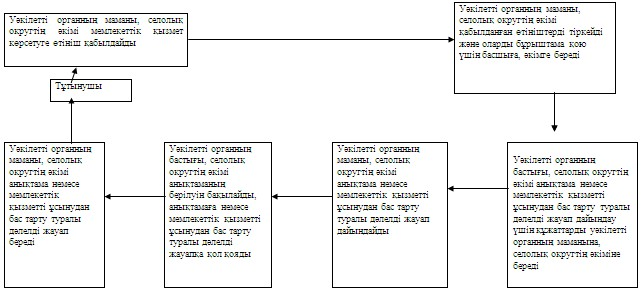 Уәкілетті органның маманы, селолық
округтің әкімі мемлекеттік қызмет
көрсетуге өтініш қабылдайды
Уәкілетті органның маманы,
селолық округтің әкімі
қабылданған өтініштерді тіркейді
және оларды бұрыштама қою
үшін басшыға, әкімге береді
Тұтынушы
Уәкілетті органның
маманы, селолық
округтің әкімі
анықтама немесе
мемлекеттік
қызметті ұсынудан
бас тарту туралы
дәлелді жауап
береді
Уәкілетті органның
бастығы, селолық
округтің әкімі
анықтаманың
берілуін бақылайды,
анықтамаға немесе
мемлекеттік қызметті
ұсынудан бас тарту
туралы дәлелді
жауапқа қол қояды
Уәкілетті органның
маманы, селолық
округтің әкімі
анықтама немесе
мемлекеттік қызметті
ұсынудан бас тарту
туралы дәлелді жауап
дайындайды
Уәкілетті органның
бастығы, селолық округтің
әкімі анықтама немесе
мемлекеттік қызметті
ұсынудан бас тарту туралы
дәлелді жауап дайындау
үшін құжаттарды уәкілетті
органның маманына,
селолық округтің әкіміне
береді